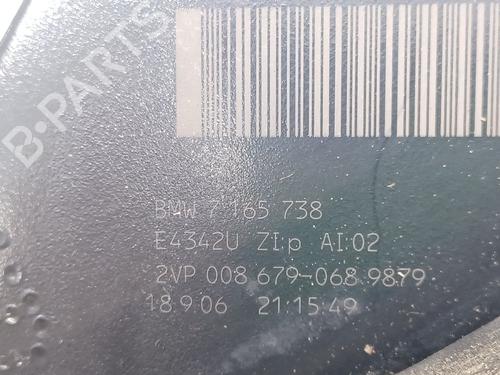 B-PARTS
BMW 7 165 738
E4342U ZI:p AI:02
2VP 008 679-068 9879
18.9.06 21:15:49